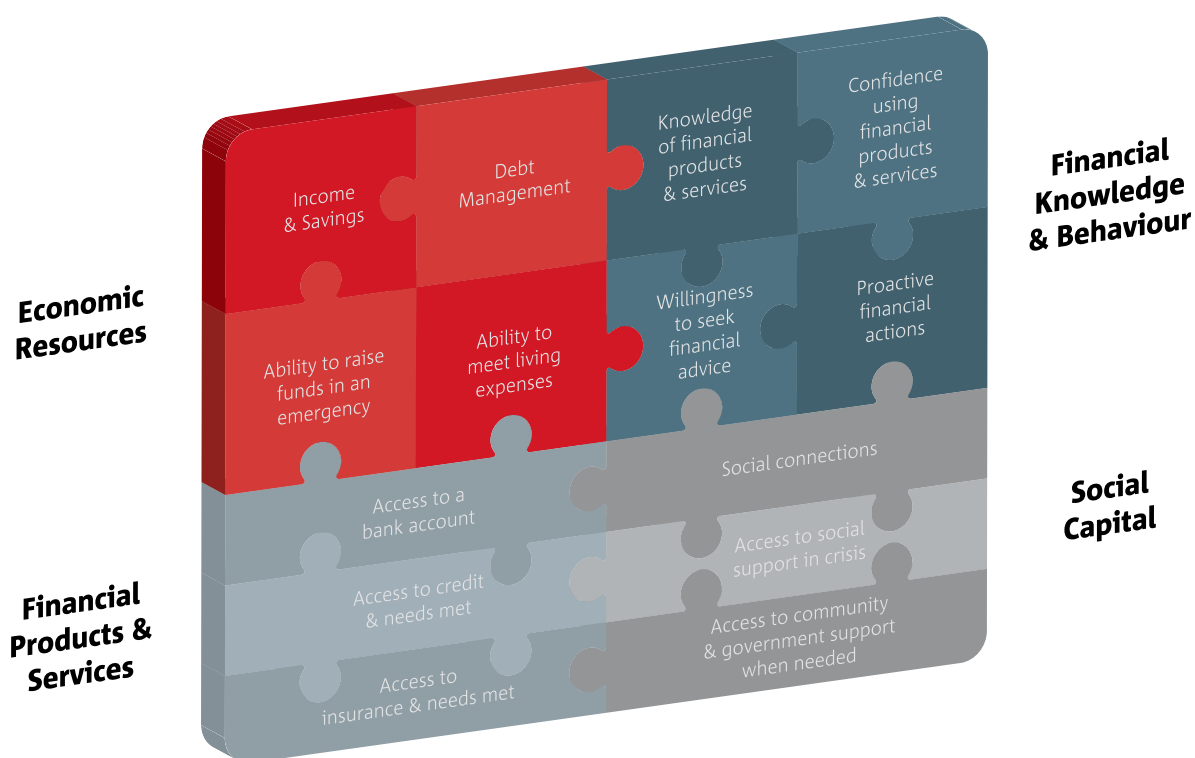 Economic
Resources
Income
& Savings
Debt
Management
Ability to raise
funds in an
emergency
Ability to
meet living
expenses
Financial
Knowledge
& Behaviour
Knowledge
of financial
products
& services
Confidence
using
financial
products
& services
Willingness
to seek
financial
advice
Proactive
financial
actions
Financial
Products &
Services
Access to a
bank account
Access to credit
& needs met
Access to
insurance & needs met
Social
Capital
Social connections
Access to social
support in crisis
Access to community
& government support
when needed